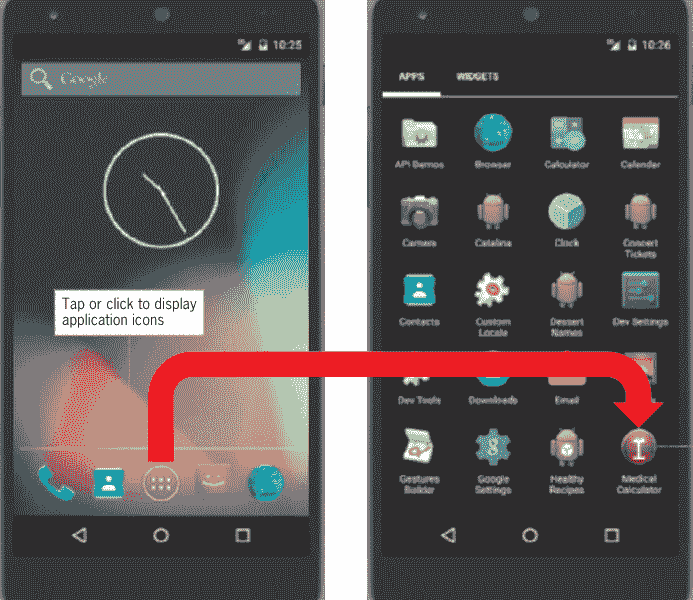 10:25
Google
Tap or click to display
application icons
10:26
APPS WIDGETS
API Demos Browser Calculator Calendar
Camera Catalina Clock Concert
Tickets
Contacts Custom Dessert Dev Settings
Locale Names
Dev Tools Downloads Email
Gestures Google Healthy Medical
Builder Settings Recipes Calculator